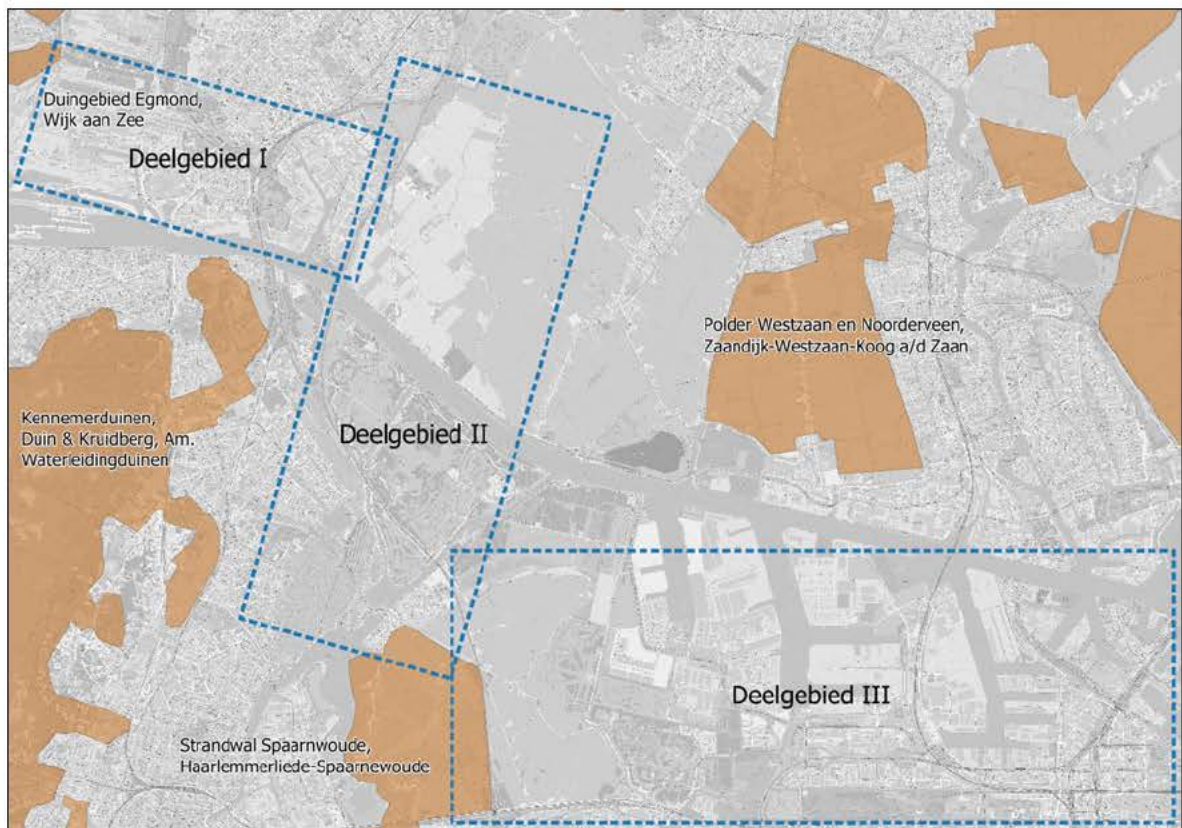 Duingebied Egmond,
Wijk aan Zee
Deelgebied I
Polder Westzaan en Noorderveen,
Zaandijk-Westzaan-Koog a/d Zaan
Kennemerduinen,
Duin & Kruidberg, Am.
Waterleidingduinen
Deelgebied II
Deelgebied III
Strandwal Spaarnwoude,
Haarlemmerliede-Spaarnewoude